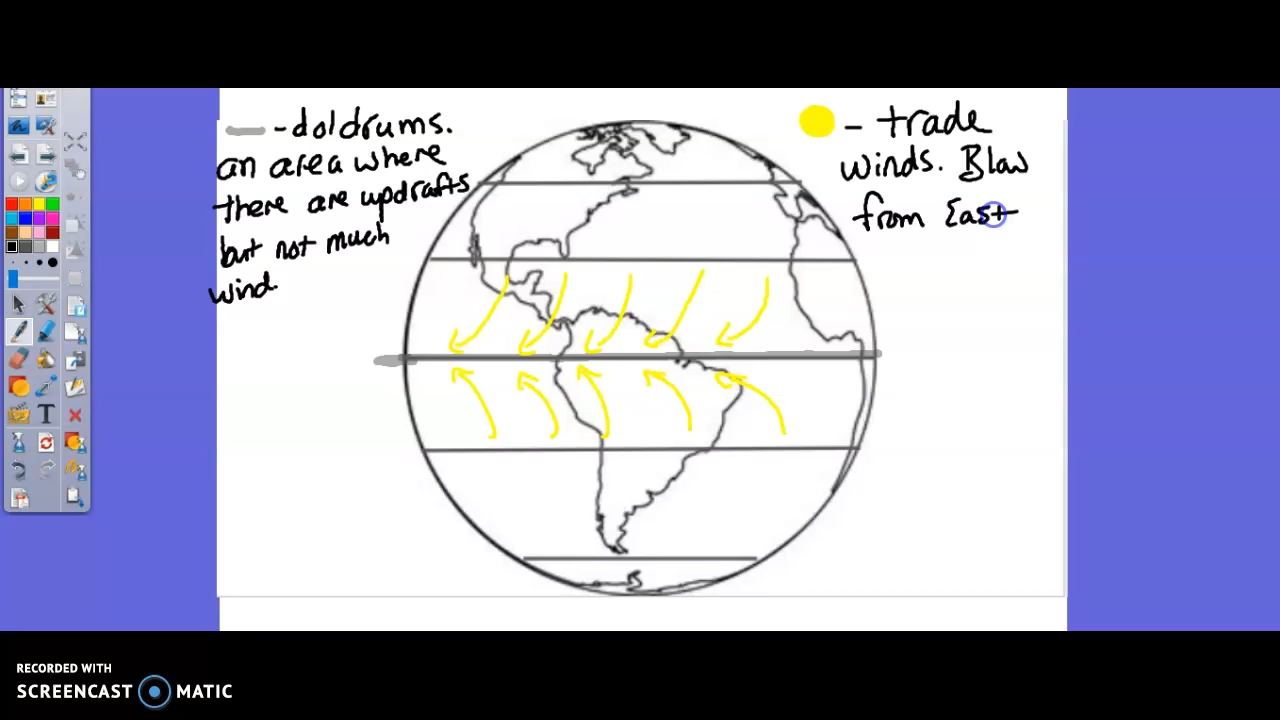 - doldrums.
an area where
there are updrafts
but not much
wind.
- trade
winds. Blow
from East
T
RECORDED WITH
SCREENCAST MATIC